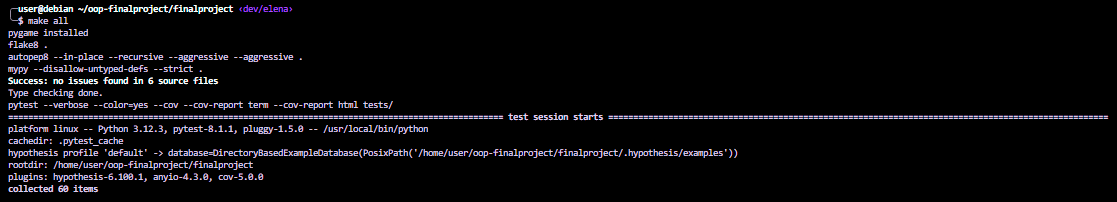 user@debian ~/oop-finalproject/finalproject ‹dev/elena›
$ make all
pygame installed
flake8 .
autopep8 --in-place --recursive --aggressive --aggressive .
mypy --disallow-untyped-defs --strict .
Success: no issues found in 6 source files
Type checking done.
pytest --verbose --color=yes --cov --cov-report term --cov-report html tests/
=================================================================================================== test session starts ====================================================================================================
platform linux -- Python 3.12.3, pytest-8.1.1, pluggy-1.5.0 -- /usr/local/bin/python
cachedir: .pytest_cache
hypothesis profile 'default' -> database=DirectoryBasedExampleDatabase(PosixPath('/home/user/oop-finalproject/finalproject/.hypothesis/examples'))
rootdir: /home/user/oop-finalproject/finalproject
plugins: hypothesis-6.100.1, anyio-4.3.0, cov-5.0.0
collected 60 items